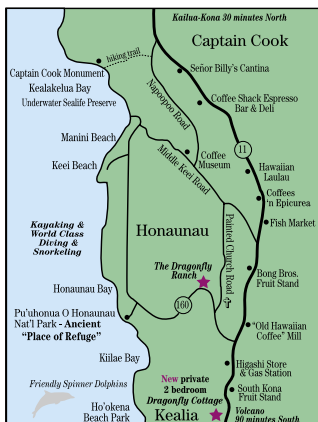 Kailua-Kona 30 minutes North
Captain Cook
hiking trail
Señor Billy's Cantina
Captain Cook Monument
Kealakelua Bay
Underwater Sealife Preserve
Napoopoo Road
Coffee Shack Espresso
Bar & Deli
Manini Beach
11
Middle Keei Road
Coffee
Museum
Keei Beach
Hawaiian
Laulau
Coffees
'n Epicurea
Painted Church Road
Fish Market
Kayaking &
World Class
Diving &
Snorkeling
Honaunau
The Dragonfly
Ranch
Bong Bros.
Fruit Stand
Honaunau Bay
160
Pu'uhonua O Honaunau
Nat'l Park - Ancient
"Place of Refuge"
"Old Hawaiian
Coffee" Mill
Kiilae Bay
Higashi Store
& Gas Station
Friendly Spinner Dolphins
New private
2 bedroom
Dragonfly Cottage
South Kona
Fruit Stand
Ho'okena
Beach Park
Kealia
Volcano
90 minutes South